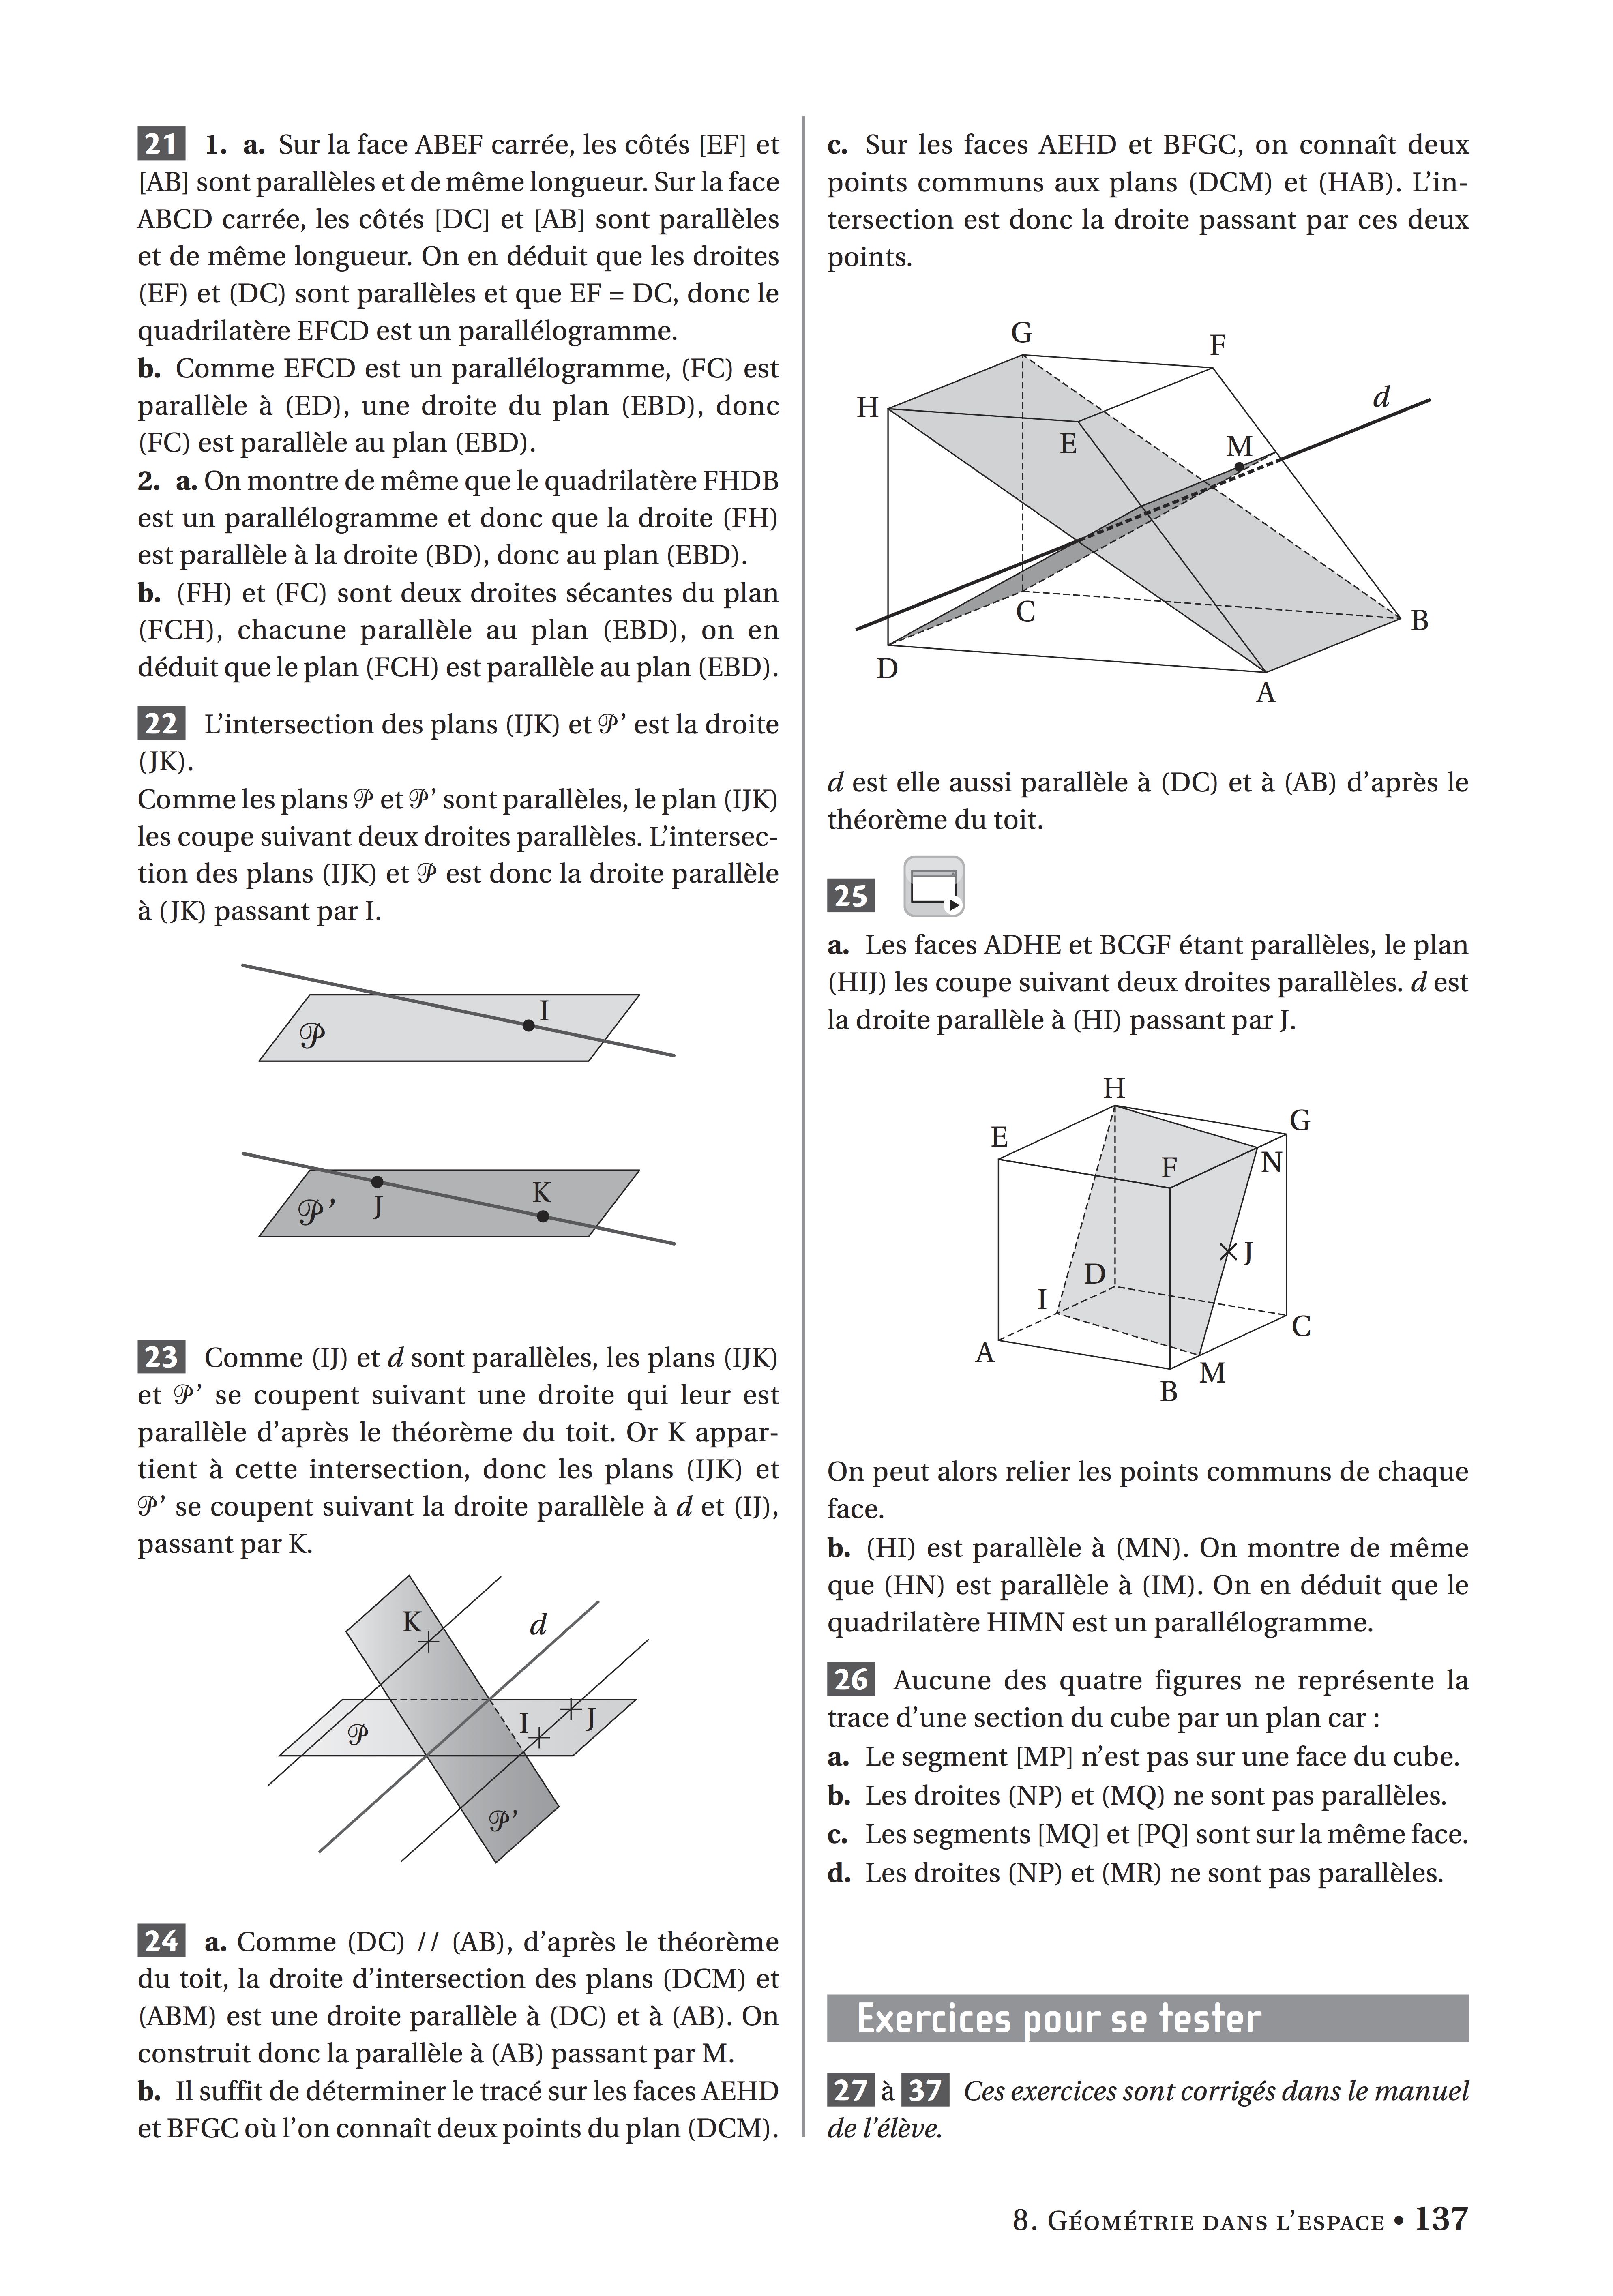 21 1. a. Sur la face ABEF carrée, les côtés [EF] et
[AB] sont parallèles et de même longueur. Sur la face
ABCD carrée, les côtés [DC] et [AB] sont parallèles
et de même longueur. On en déduit que les droites
(EF) et (DC) sont parallèles et que EF = DC, donc le
quadrilatère EFCD est un parallélogramme.
b. Comme EFCD est un parallélogramme, (FC) est
parallèle à (ED), une droite du plan (EBD), donc
(FC) est parallèle au plan (EBD).
2. a. On montre de même que le quadrilatère FHDB
est un parallélogramme et donc que la droite (FH)
est parallèle à la droite (BD), donc au plan (EBD).
b. (FH) et (FC) sont deux droites sécantes du plan
(FCH), chacune parallèle au plan (EBD), on en
déduit que le plan (FCH) est parallèle au plan (EBD).
22 L’intersection des plans (IJK) et 𝒫’ est la droite
(JK).
Comme les plans 𝒫 et 𝒫’ sont parallèles, le plan (IJK)
les coupe suivant deux droites parallèles. L’intersec-
tion des plans (IJK) et 𝒫 est donc la droite parallèle
à (JK) passant par I.
I
𝒫
K
J
𝒫’
23 Comme (IJ) et d sont parallèles, les plans (IJK)
et 𝒫’ se coupent suivant une droite qui leur est
parallèle d’après le théorème du toit. Or K appar-
tient à cette intersection, donc les plans (IJK) et
𝒫’ se coupent suivant la droite parallèle à d et (IJ),
passant par K.
K
d
I
J
𝒫
𝒫’
24 a. Comme (DC) // (AB), d’après le théorème
du toit, la droite d’intersection des plans (DCM) et
(ABM) est une droite parallèle à (DC) et à (AB). On
construit donc la parallèle à (AB) passant par M.
b. Il suffit de déterminer le tracé sur les faces AEHD
et BFGC où l’on connaît deux points du plan (DCM).
c. Sur les faces AEHD et BFGC, on connaît deux
points communs aux plans (DCM) et (HAB). L’in-
tersection est donc la droite passant par ces deux
points.
G
F
d
H
E
M
C
B
D
A
d est elle aussi parallèle à (DC) et à (AB) d’après le
théorème du toit.
25
a. Les faces ADHE et BCGF étant parallèles, le plan
(HIJ) les coupe suivant deux droites parallèles. d est
la droite parallèle à (HI) passant par J.
H
G
E
F
N
J
D
I
C
A
M
B
On peut alors relier les points communs de chaque
face.
b. (HI) est parallèle à (MN). On montre de même
que (HN) est parallèle à (IM). On en déduit que le
quadrilatère HIMN est un parallélogramme.
26 Aucune des quatre figures ne représente la
trace d’une section du cube par un plan car :
a. Le segment [MP] n’est pas sur une face du cube.
b. Les droites (NP) et (MQ) ne sont pas parallèles.
c. Les segments [MQ] et [PQ] sont sur la même face.
d. Les droites (NP) et (MR) ne sont pas parallèles.
Exercices pour se tester
27 à 37 Ces exercices sont corrigés dans le manuel
de l’élève.
8. Géométrie dans l’espace • 137